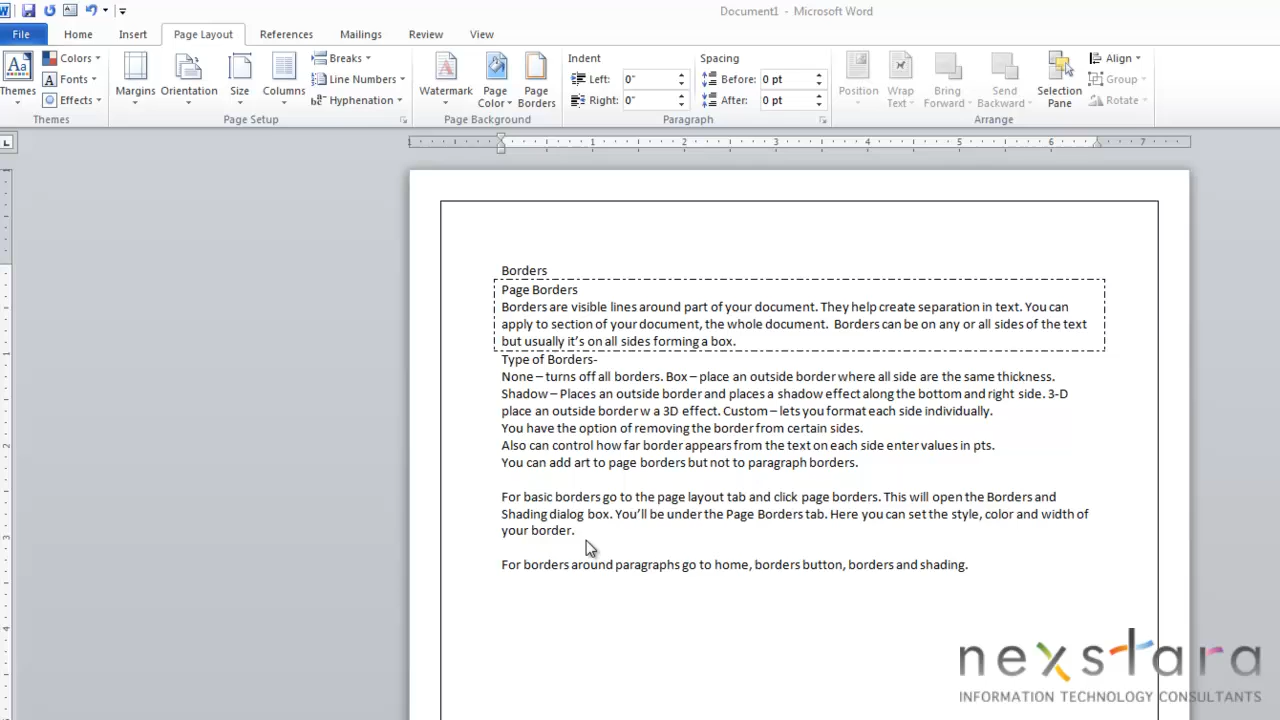 Document1 - Microsoft Word
File Home Insert Page Layout References Mailings Review View
Themes Colors Fonts Effects Themes
Margins Orientation Size Columns Breaks Line Numbers Hyphenation Page Setup
Watermark Page Color Page Borders Page Background
Indent Left: 0" Right: 0" Spacing Before: 0 pt After: 0 pt Paragraph
Position Wrap Text Bring Forward Send Backward Selection Pane Align Group Rotate Arrange
1 2 3 4 5 6 7
Borders
Page Borders
Borders are visible lines around part of your document. They help create separation in text. You can
apply to section of your document, the whole document. Borders can be on any or all sides of the text
but usually it's on all sides forming a box.
Type of Borders-
None – turns off all borders. Box – place an outside border where all side are the same thickness.
Shadow – Places an outside border and places a shadow effect along the bottom and right side. 3-D
place an outside border w a 3D effect. Custom – lets you format each side individually.
You have the option of removing the border from certain sides.
Also can control how far border appears from the text on each side enter values in pts.
You can add art to page borders but not to paragraph borders.
For basic borders go to the page layout tab and click page borders. This will open the Borders and
Shading dialog box. You'll be under the Page Borders tab. Here you can set the style, color and width of
your border.
For borders around paragraphs go to home, borders button, borders and shading.
nexstara
INFORMATION TECHNOLOGY CONSULTANTS